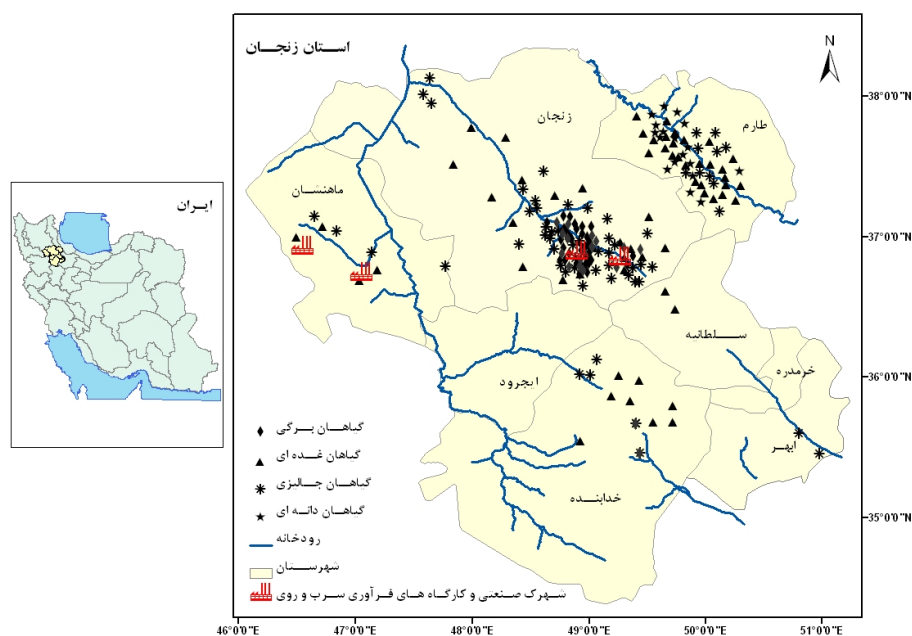 استان زنجان
N
38°0'0"N
37°0'0"N
36°0'0"N
35°0'0"N
46°0'0"E
47°0'0"E
48°0'0"E
49°0'0"E
50°0'0"E
51°0'0"E
ایران
زنجان
طارم
ماهنشان
سلطانیه
خرمدره
ابهر
ایجرود
خدابنده
گیاهان برگی
گیاهان غده ای
گیاهان جالیزی
گیاهان دانه ای
رودخانه
شهرستان
شهرک صنعتی و کارگاه های فرآوری سرب و روی